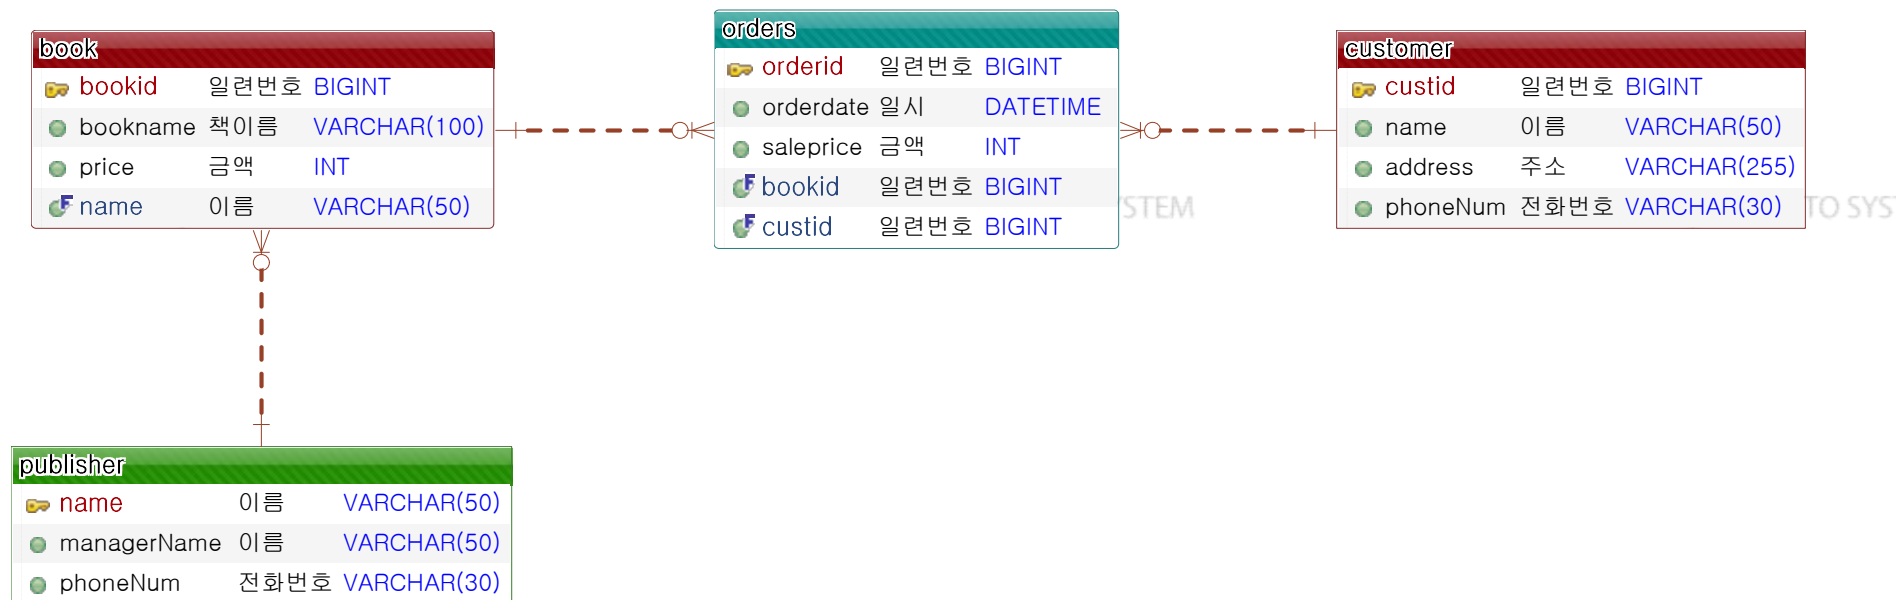 book
bookid 일련번호 BIGINT
bookname 책이름 VARCHAR(100)
price 금액 INT
name 이름 VARCHAR(50)
orders
orderid 일련번호 BIGINT
orderdate 일시 DATETIME
saleprice 금액 INT
bookid 일련번호 BIGINT
custid 일련번호 BIGINT
customer
custid 일련번호 BIGINT
name 이름 VARCHAR(50)
address 주소 VARCHAR(255)
phoneNum 전화번호 VARCHAR(30)
publisher
name 이름 VARCHAR(50)
managerName 이름 VARCHAR(50)
phoneNum 전화번호 VARCHAR(30)